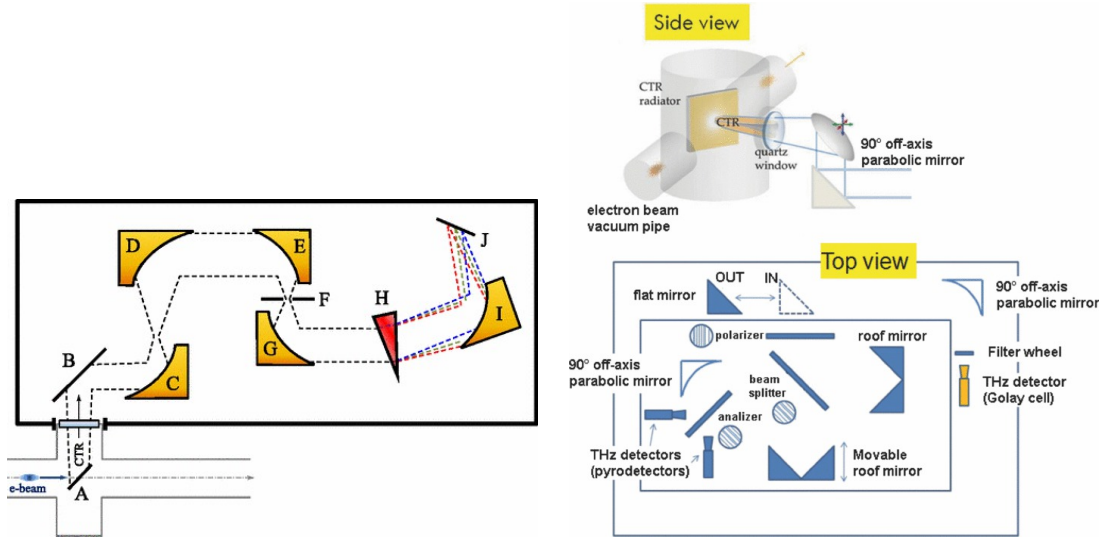 D
E
J
F
H
I
G
B
C
CTR
A
e-beam
Side view
CTR
radiator
CTR
quartz
window
90° off-axis
parabolic mirror
electron beam
vacuum pipe
Top view
OUT
IN
flat mirror
90° off-axis
parabolic mirror
polarizer
roof mirror
Filter wheel
90° off-axis
parabolic mirror
beam
splitter
THz detector
(Golay cell)
analizer
THz detectors
(pyrodetectors)
Movable
roof mirror